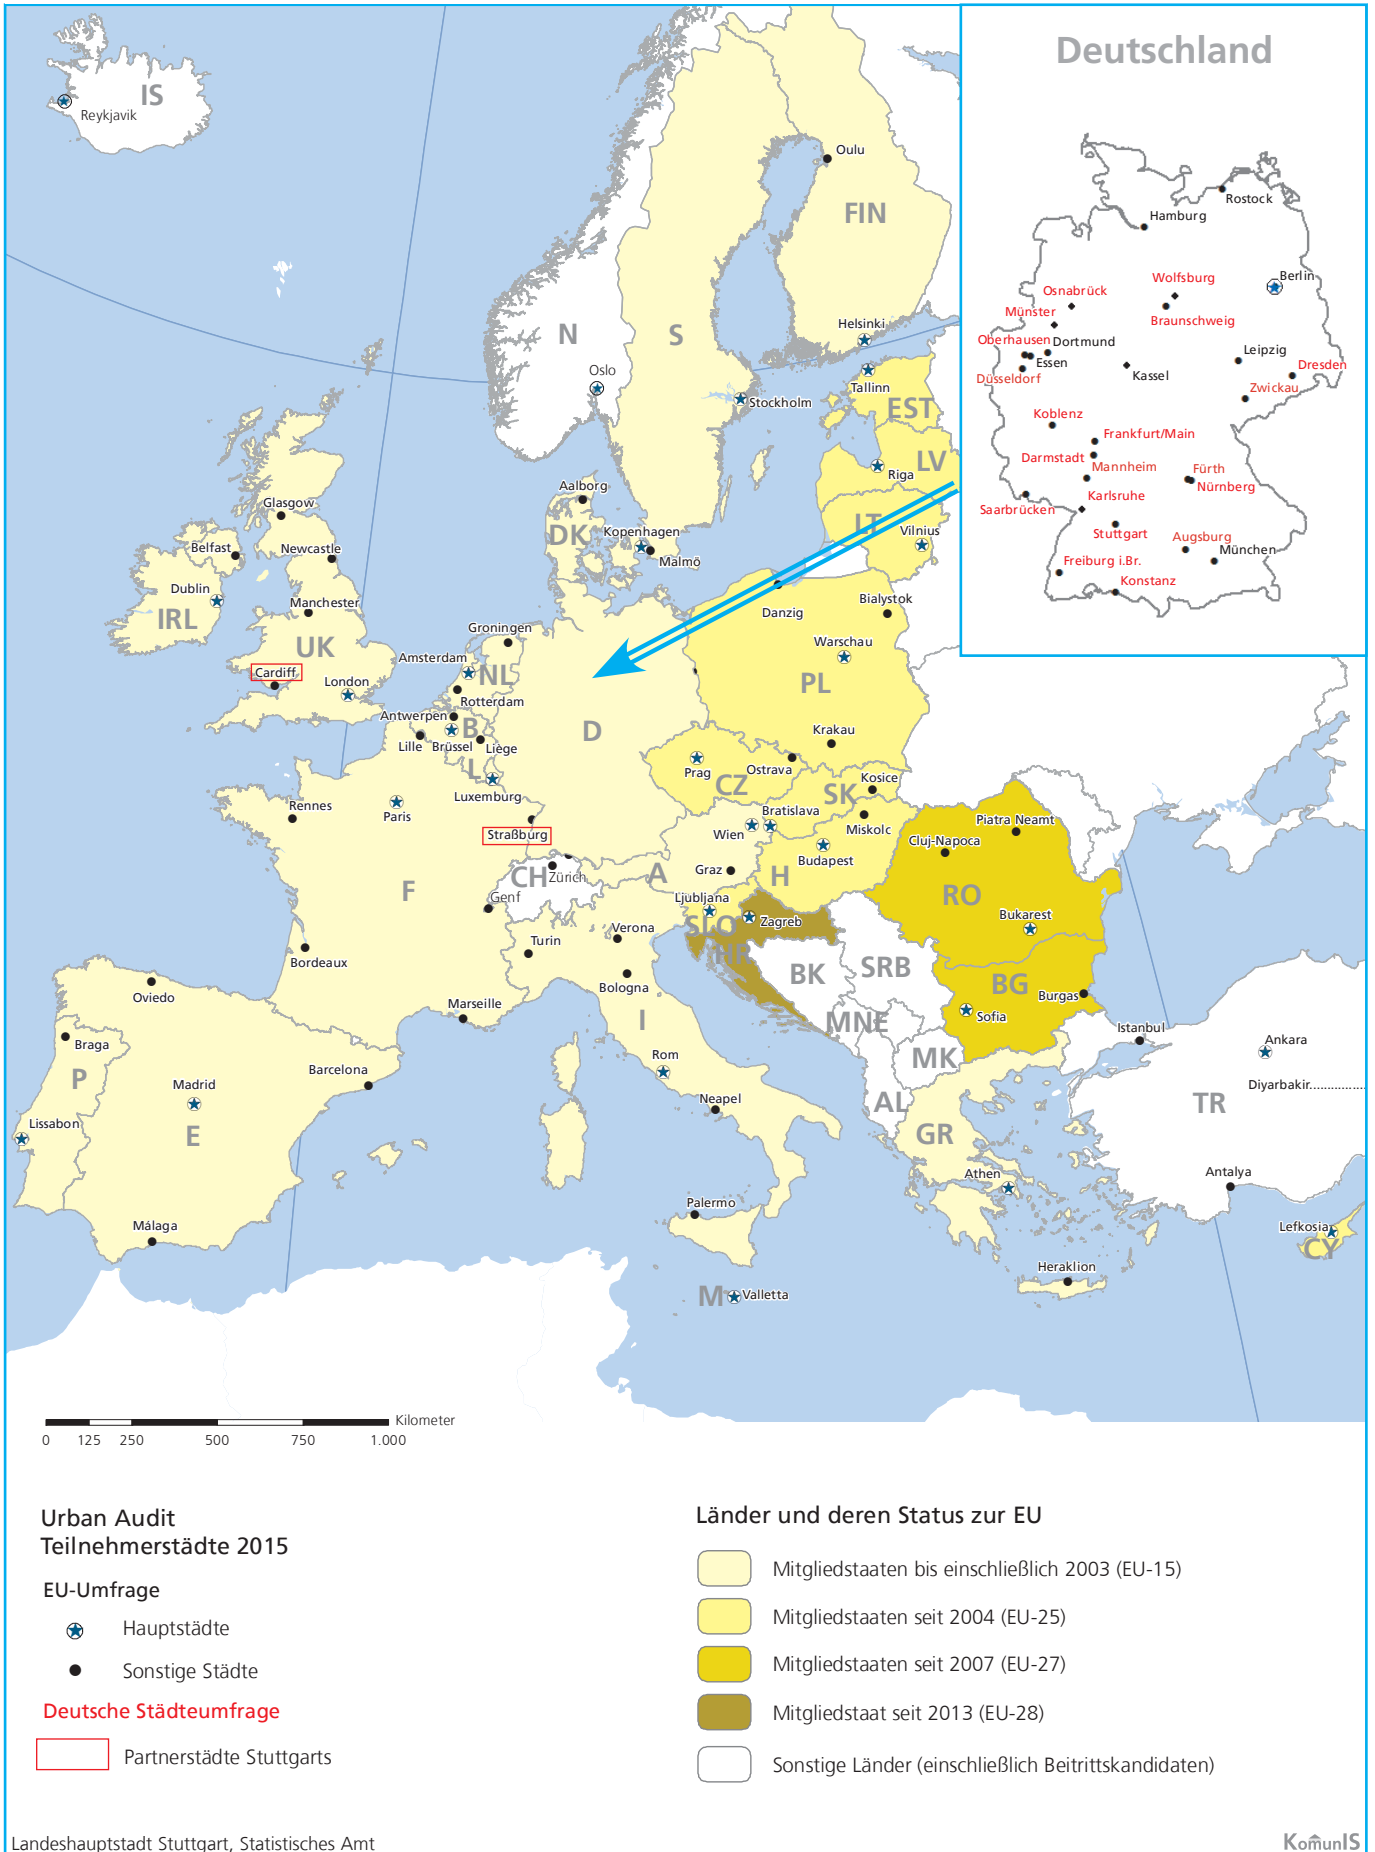 Deutschland
IS
Reykjavik
Oulu
FIN
Rostock
Hamburg
Berlin
Wolfsburg
Osnabrück
Münster
Braunschweig
Oberhausen
Dortmund
Essen
Düsseldorf
Kassel
Leipzig
Dresden
Zwickau
Koblenz
Frankfurt/Main
Darmstadt
Mannheim
Fürth
Nürnberg
Karlsruhe
Saarbrücken
Stuttgart
Augsburg
München
Freiburg i.Br.
Konstanz
N
S
Helsinki
Oslo
Tallinn
Stockholm
EST
LV
Riga
Aalborg
Glasgow
DK
Kopenhagen
LT
Vilnius
Belfast
Newcastle
Malmö
Dublin
Manchester
Danzig
Bialystok
IRL
Groningen
UK
Warschau
Amsterdam
NL
Cardiff
London
PL
Rotterdam
Antwerpen
B
D
Krakau
Lille
Brüssel
Liège
L
Prag
Ostrava
CZ
Kosice
SK
Luxemburg
Rennes
Paris
Bratislava
Piatra Neamt
Straßburg
Wien
Miskolc
Cluj-Napoca
Budapest
CH
Zürich
A
Graz
H
F
Genf
Ljubljana
RO
Bukarest
SLO
Zagreb
Verona
Turin
HR
Bordeaux
BK
SRB
Bologna
BG
Burgas
Oviedo
Marseille
Sofia
I
MNE
Istanbul
Braga
Ankara
Rom
MK
P
Barcelona
Madrid
Diyarbakir................
Neapel
AL
TR
Lissabon
E
GR
Athen
Antalya
Palermo
Málaga
Lefkosia
CY
Heraklion
M
Valletta
Kilometer
0 125 250 500 750 1.000
Urban Audit
Teilnehmerstädte 2015
EU-Umfrage
Hauptstädte
Sonstige Städte
Deutsche Städteumfrage
Partnerstädte Stuttgarts
Länder und deren Status zur EU
Mitgliedstaaten bis einschließlich 2003 (EU-15)
Mitgliedstaaten seit 2004 (EU-25)
Mitgliedstaaten seit 2007 (EU-27)
Mitgliedstaat seit 2013 (EU-28)
Sonstige Länder (einschließlich Beitrittskandidaten)
Landeshauptstadt Stuttgart, Statistisches Amt
KomunIS